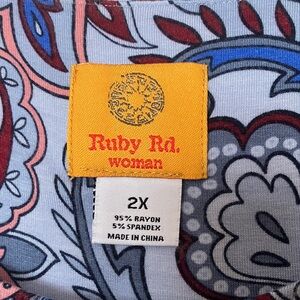 Ruby Rd.
woman
2X
95% RAYON
5% SPANDEX
MADE IN CHINA